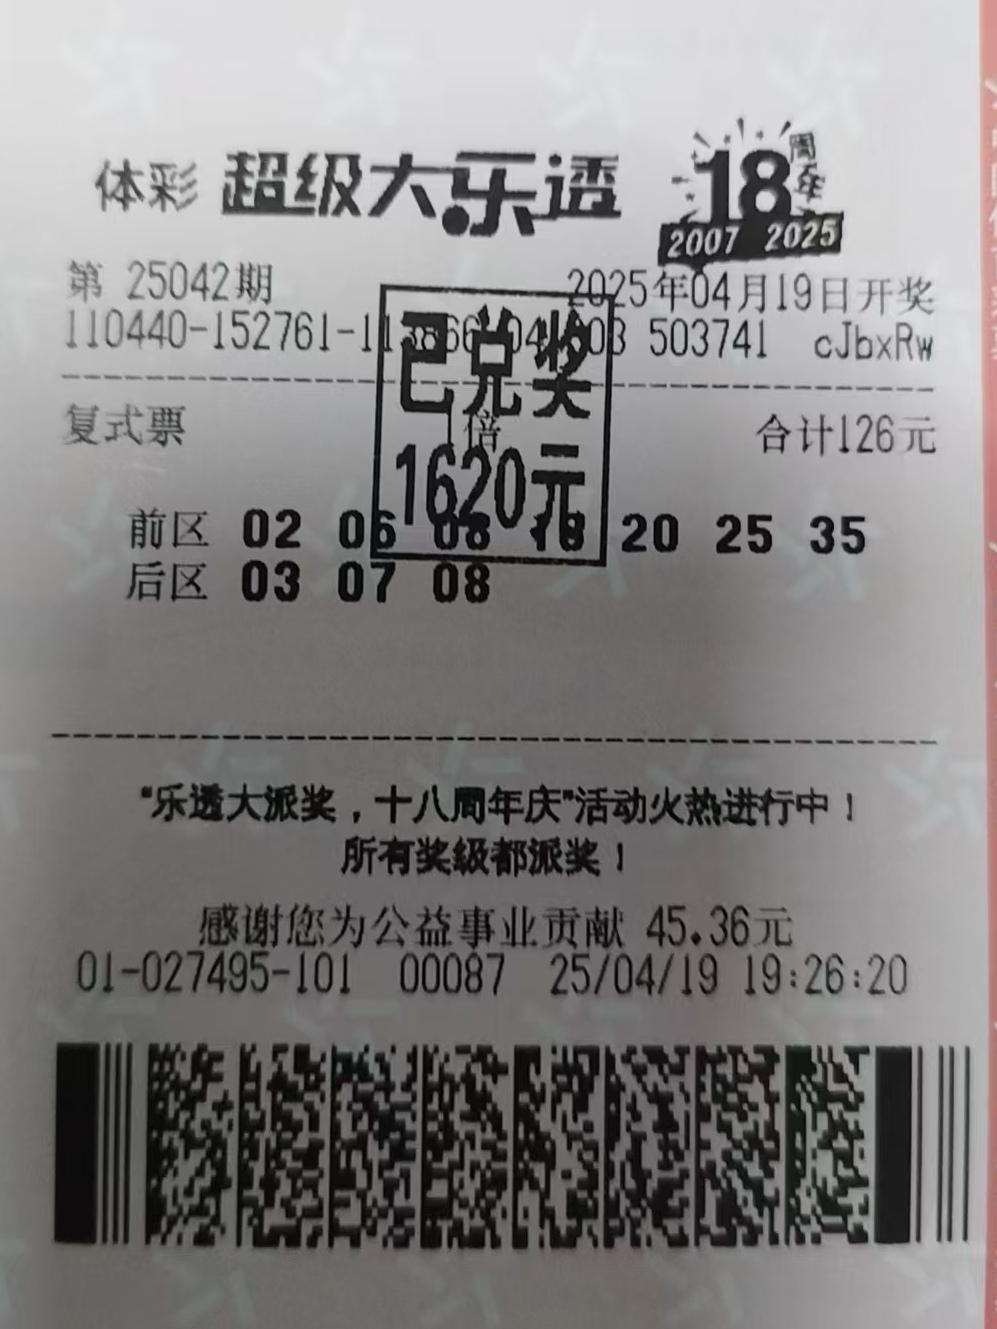 体彩 超级大乐透 18周年
2007 2025
第 25042期 2025年04月19日开奖
110440-152761-11 503741 cJbxRw
已兑奖
1620元
复式票 1倍 合计126元
前区 02 06 08 20 25 35
后区 03 07 08
"乐透大派奖，十八周年庆"活动火热进行中！
所有奖级都派奖！
感谢您为公益事业贡献 45.36元
01-027495-101 00087 25/04/19 19:26:20